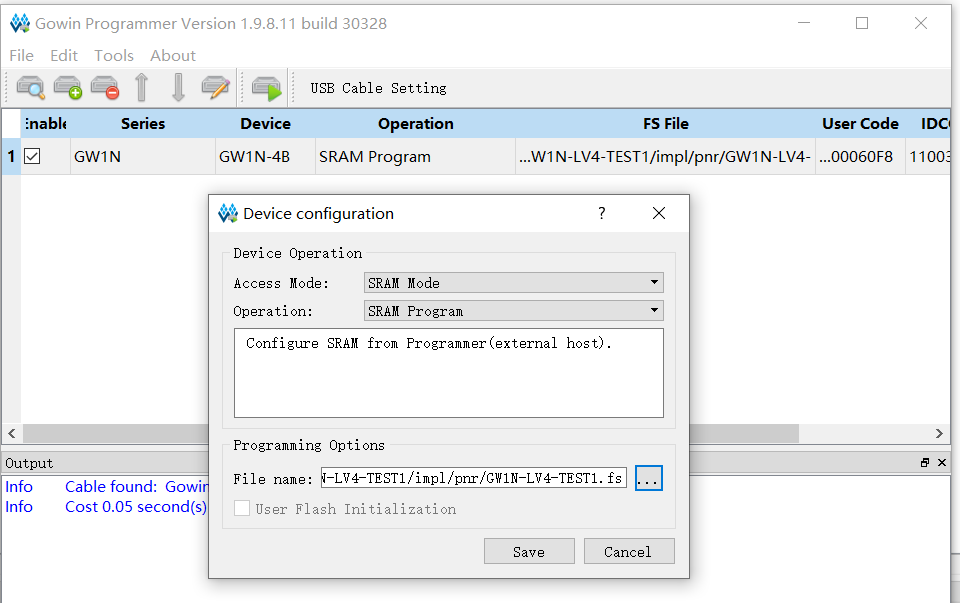 Gowin Programmer Version 1.9.8.11 build 30328
File Edit Tools About
USB Cable Setting
Enable Series Device Operation FS File User Code
1 GW1N GW1N-4B SRAM Program ...W1N-LV4-TEST1/impl/pnr/GW1N-LV4- ...00060F8 11003
Device configuration ?
Device Operation
Access Mode: SRAM Mode
Operation: SRAM Program
Configure SRAM from Programmer(external host).
Programming Options
File name: N-LV4-TEST1/impl/pnr/GW1N-LV4-TEST1.fs ...
User Flash Initialization
Save Cancel
Output
Info Cable found: Gowin
Info Cost 0.05 second(s)